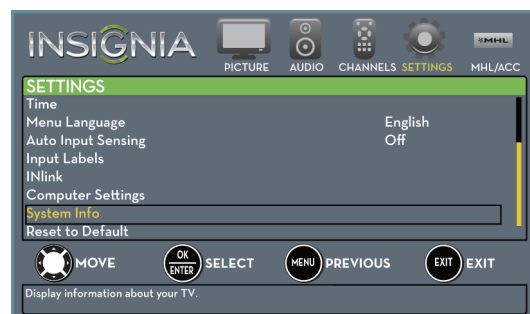 INSIGNIA
PICTURE AUDIO CHANNELS SETTINGS MHL MHL/ACC
SETTINGS
Time
Menu Language English
Auto Input Sensing Off
Input Labels
INlink
Computer Settings
System Info
Reset to Default
MOVE OK ENTER SELECT MENU PREVIOUS EXIT EXIT
Display information about your TV.